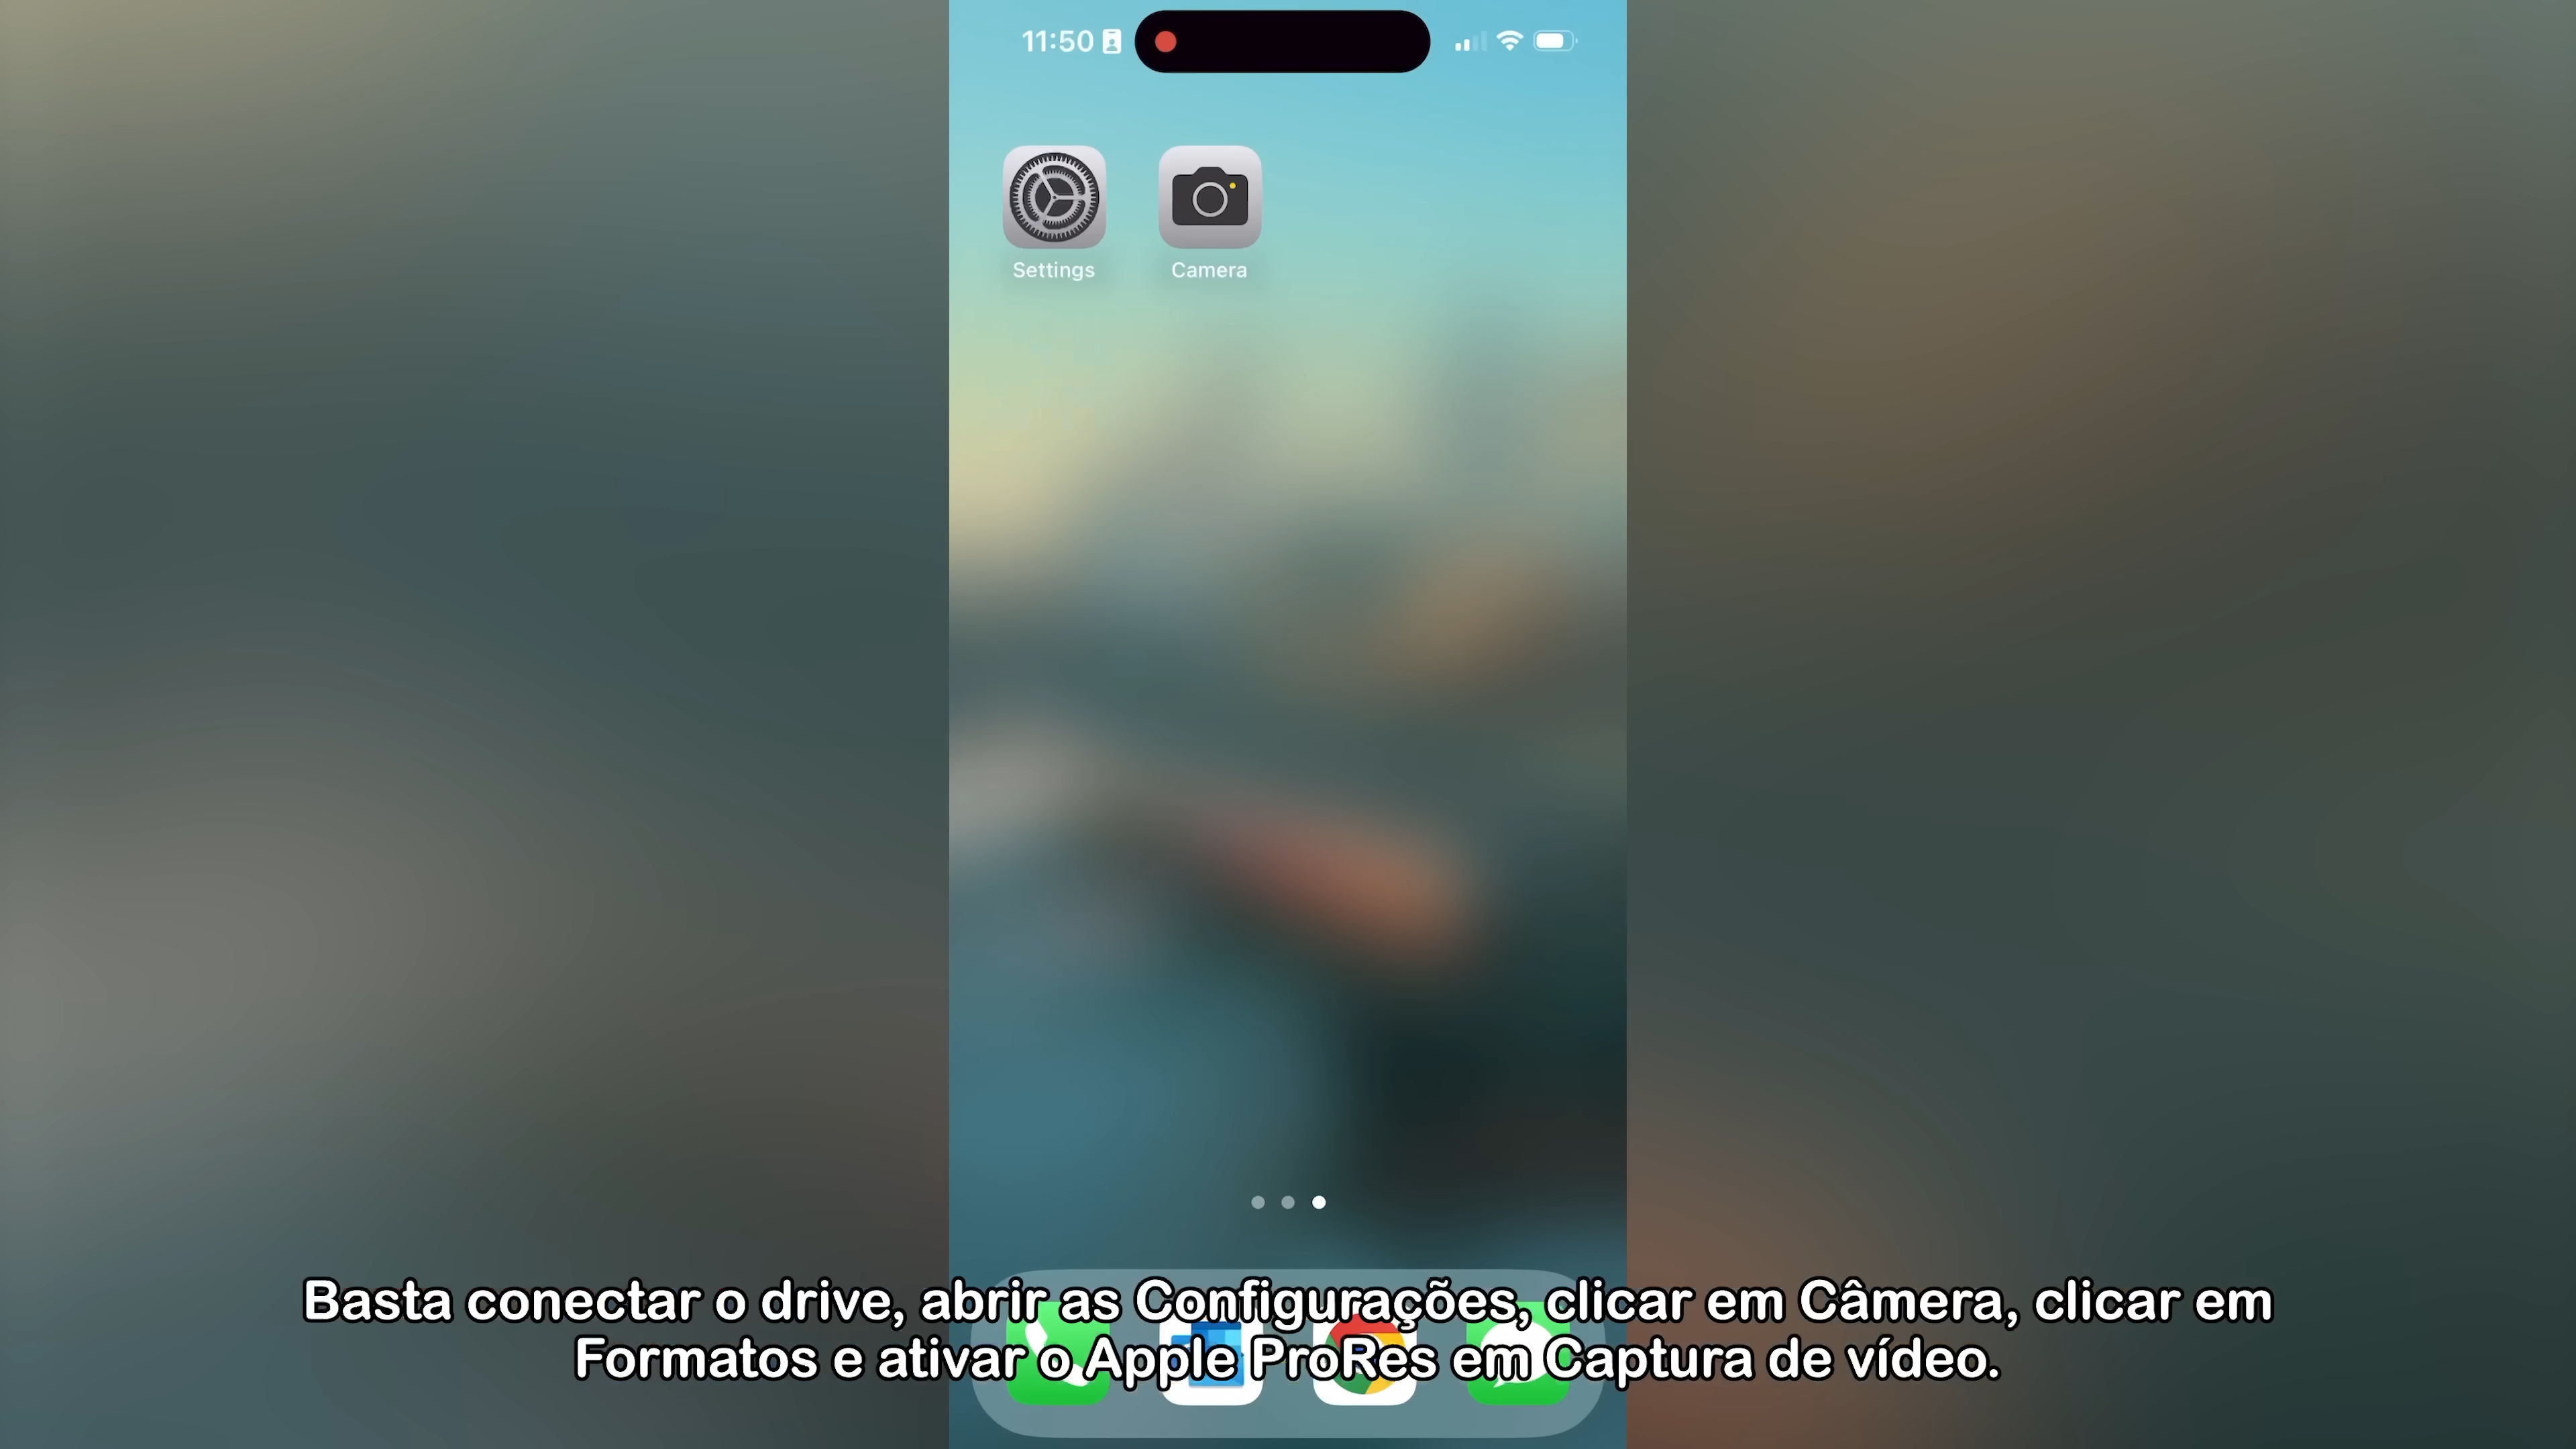 11:50
Settings
Camera
Basta conectar o drive, abrir as Configurações, clicar em Câmera, clicar em
Formatos e ativar o Apple ProRes em Captura de vídeo.